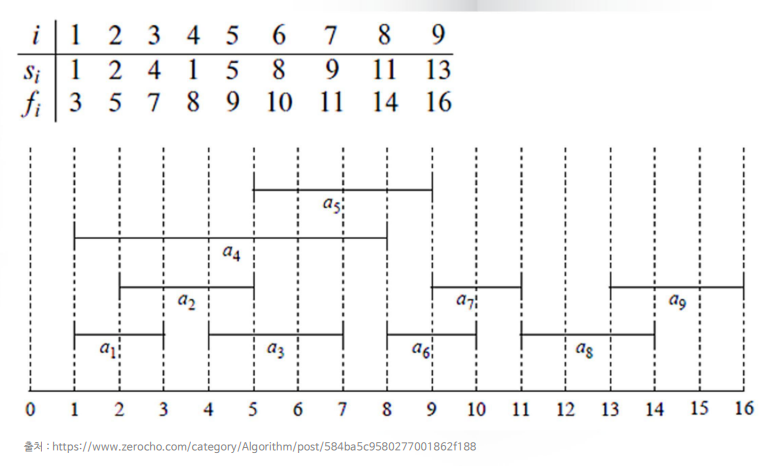 i 1 2 3 4 5 6 7 8 9
si 1 2 4 1 5 8 9 11 13
fi 3 5 7 8 9 10 11 14 16
a5
a4
a2 a7 a9
a1 a3 a6 a8
0 1 2 3 4 5 6 7 8 9 10 11 12 13 14 15 16
출처 : https://www.zerocho.com/category/Algorithm/post/584ba5c9580277001862f188